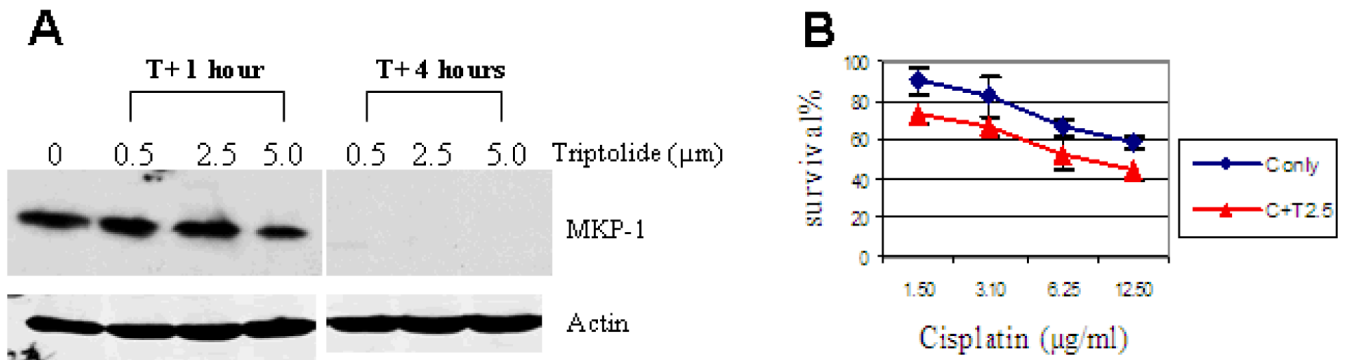 A
T+ 1 hour
T+ 4 hours
0 0.5 2.5 5.0 0.5 2.5 5.0 Triptolide (μm)
MKP-1
Actin
B
survival%
100
80
60
40
20
0
1.50 3.10 6.25 12.50
Cisplatin (μg/ml)
C only
C+T2.5